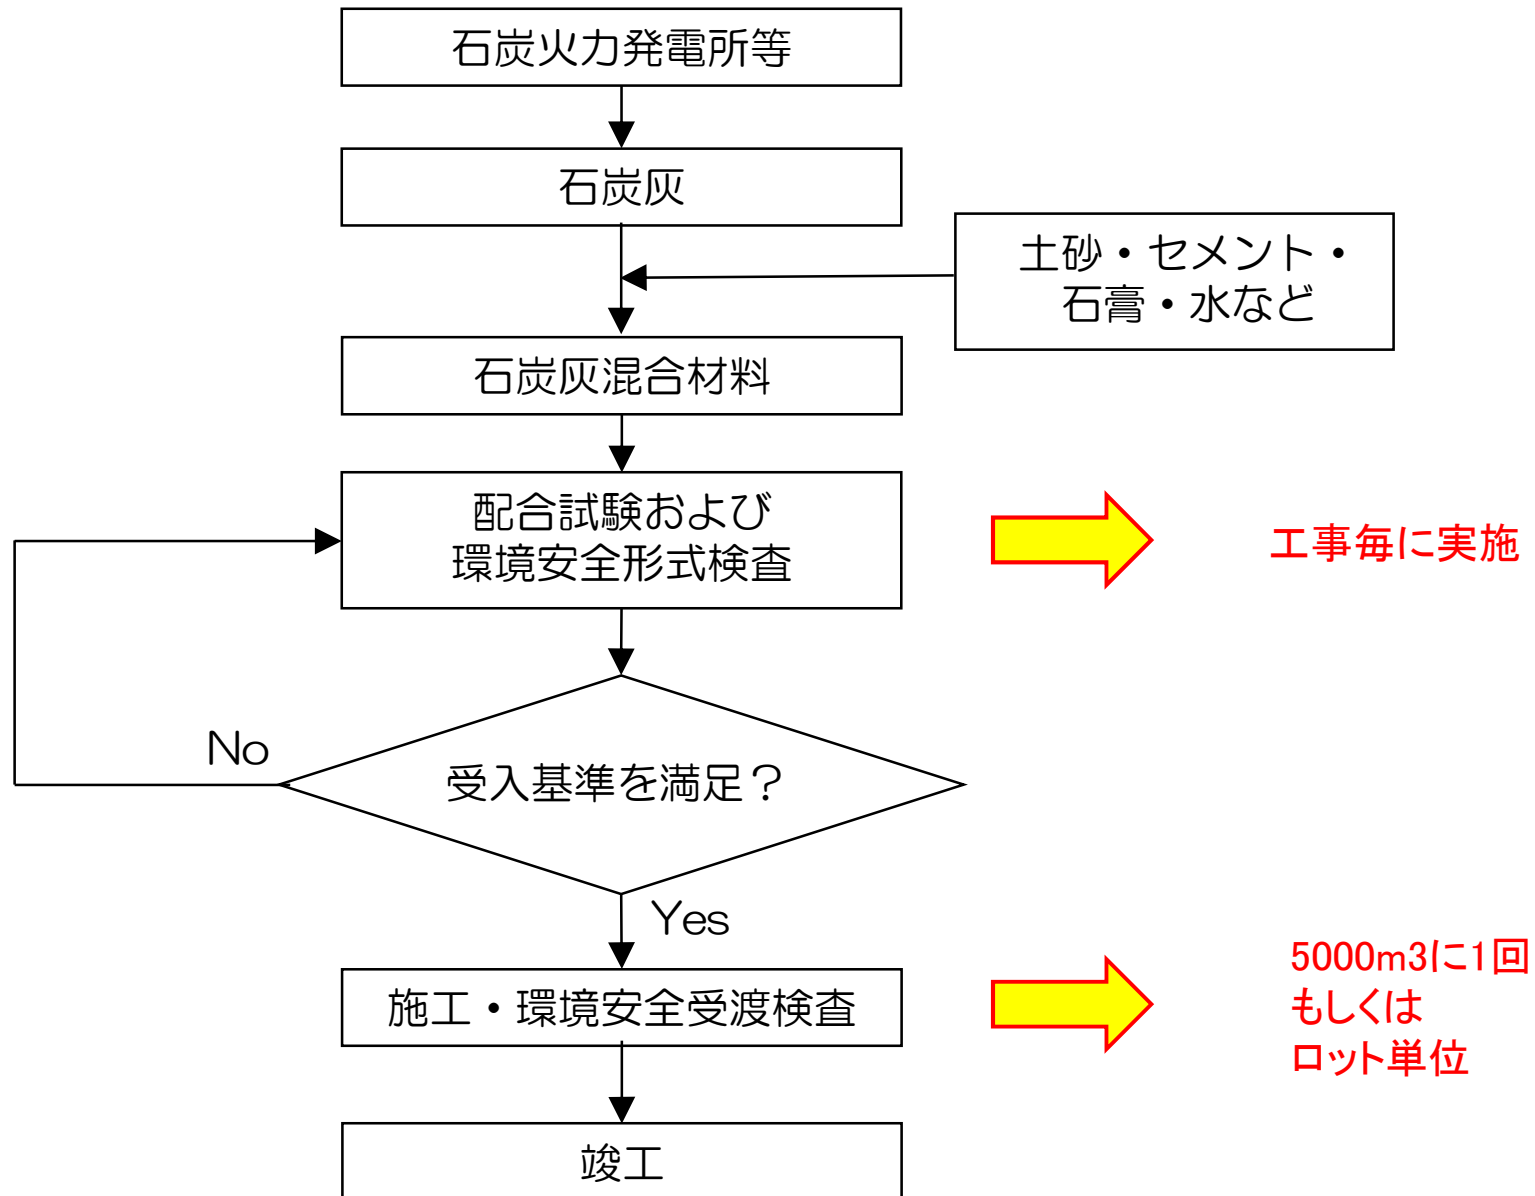 石炭火力発電所等
石炭灰
土砂・セメント・
石膏・水など
石炭灰混合材料
配合試験および
環境安全形式検査
工事毎に実施
No
受入基準を満足？
Yes
施工・環境安全受渡検査
5000m3に1回
もしくは
ロット単位
竣工